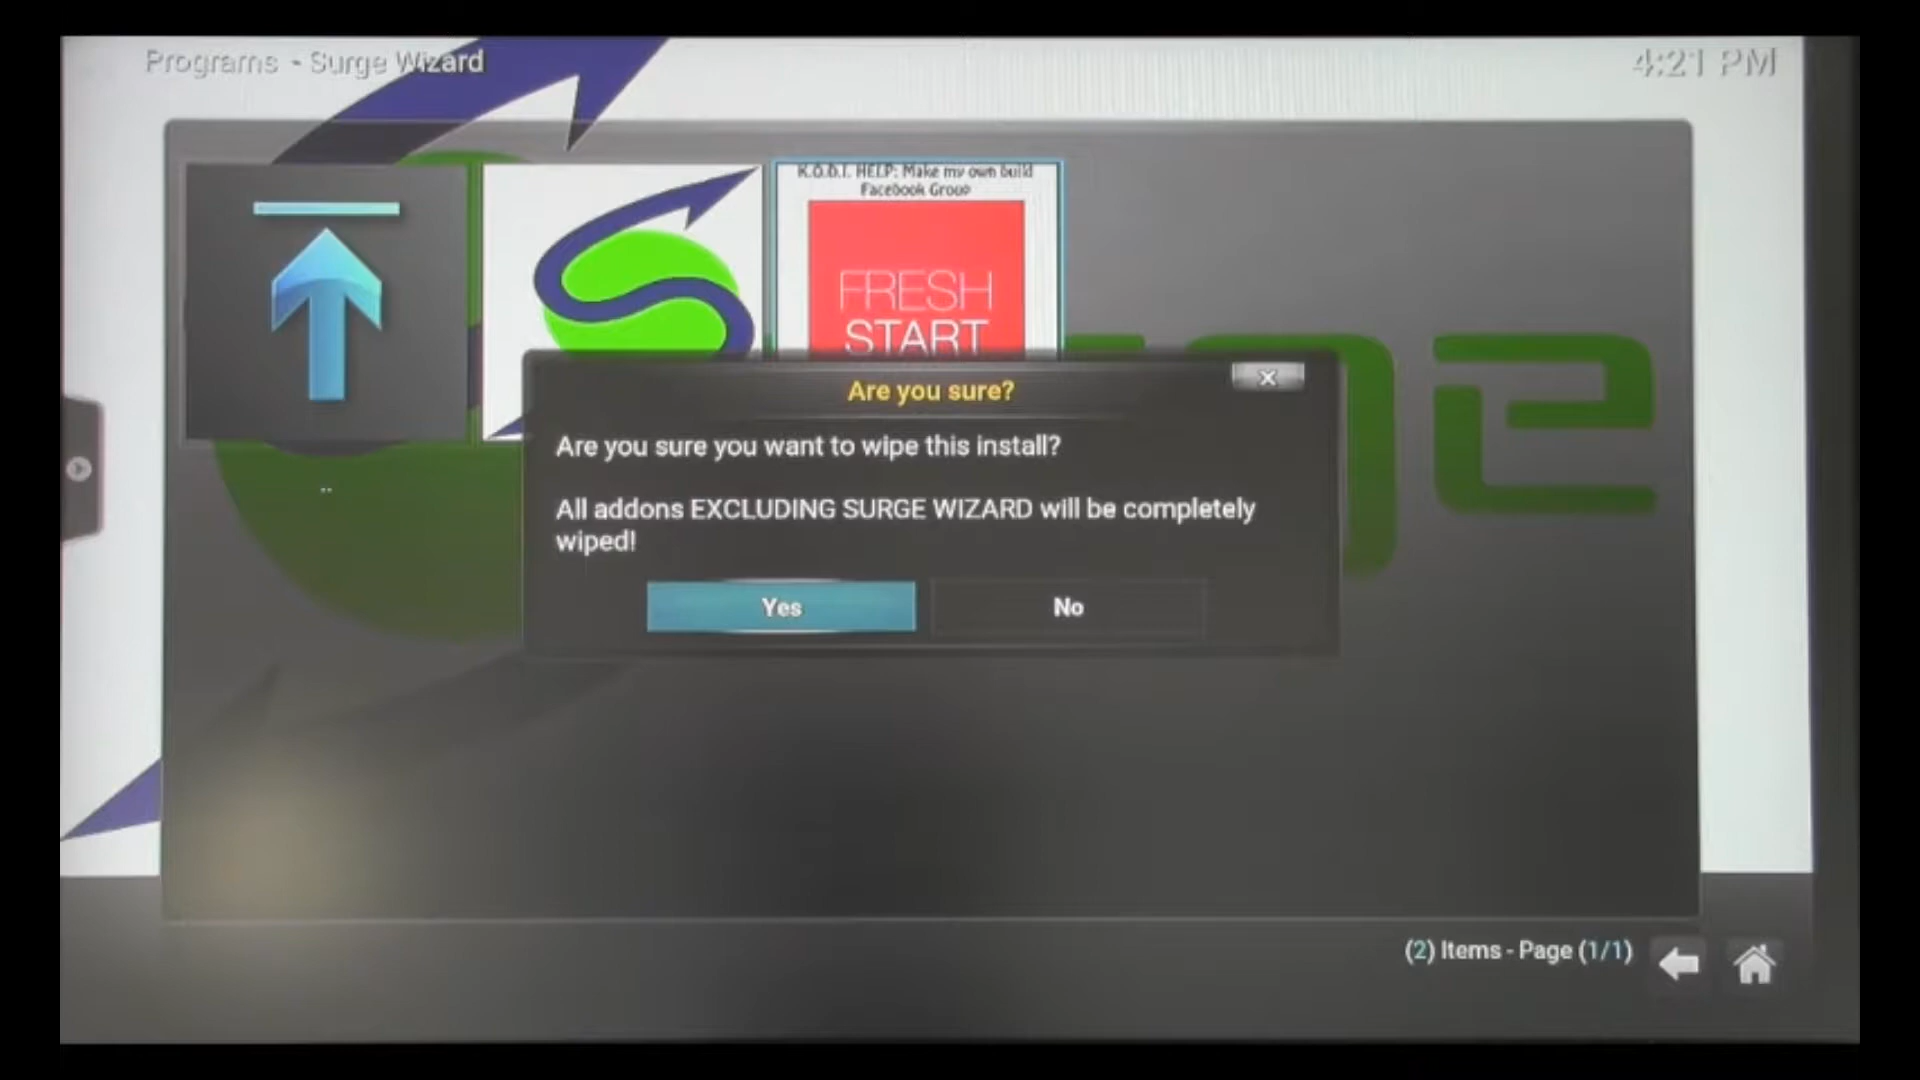 Programs - Surge Wizard
4:21 PM
K.O.D.I. HELP: Make my own build
Facebook Group
FRESH
START
Are you sure?
Are you sure you want to wipe this install?
All addons EXCLUDING SURGE WIZARD will be completely
wiped!
Yes
No
..
(2) Items - Page (1/1)